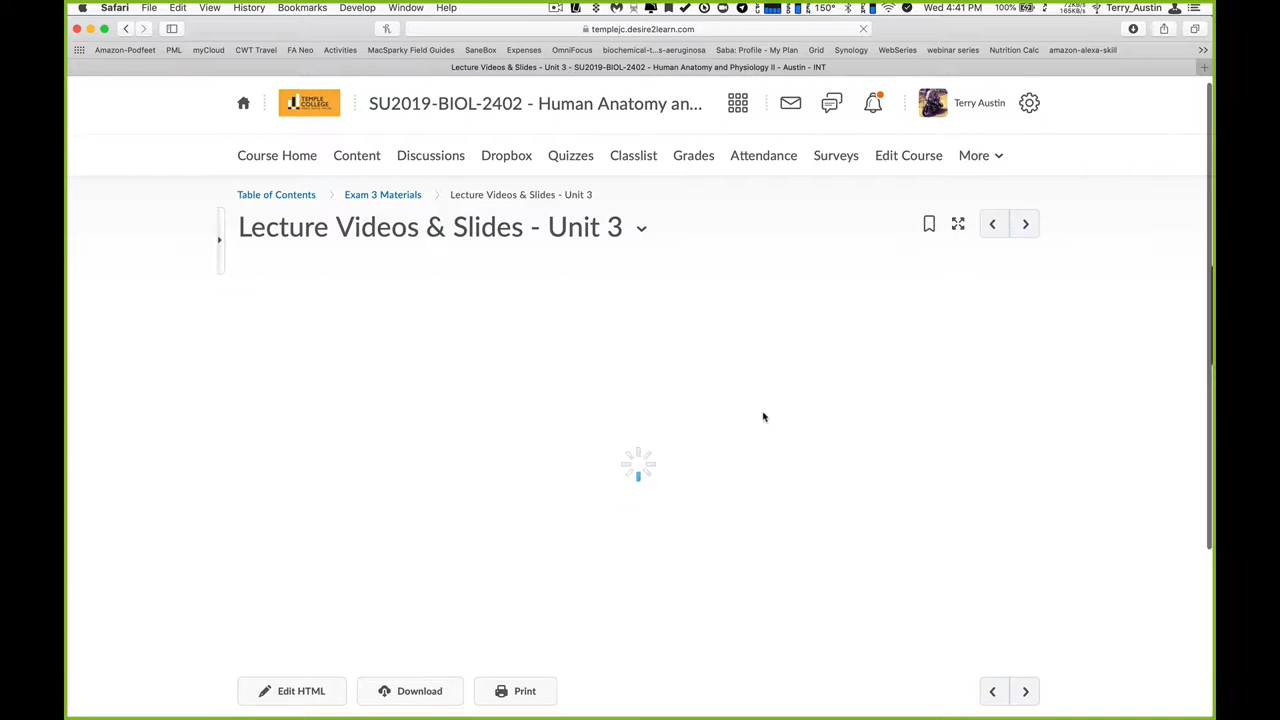 Safari File Edit View History Bookmarks Develop Window Help 150° Wed 4:41 PM 100% Terry_Austin
165KB/s
templejc.desire2learn.com
Amazon-Podfeet PML myCloud CWT Travel FA Neo Activities MacSparky Field Guides SaneBox Expenses OmniFocus biochemical-t...s-aeruginosa Saba: Profile - My Plan Grid Synology WebSeries webinar series Nutrition Calc amazon-alexa-skill
Lecture Videos & Slides - Unit 3 - SU2019-BIOL-2402 - Human Anatomy and Physiology II - Austin - INT
TEMPLE COLLEGE SU2019-BIOL-2402 - Human Anatomy an... Terry Austin
Course Home Content Discussions Dropbox Quizzes Classlist Grades Attendance Surveys Edit Course More
Table of Contents Exam 3 Materials Lecture Videos & Slides - Unit 3
Lecture Videos & Slides - Unit 3
Edit HTML Download Print